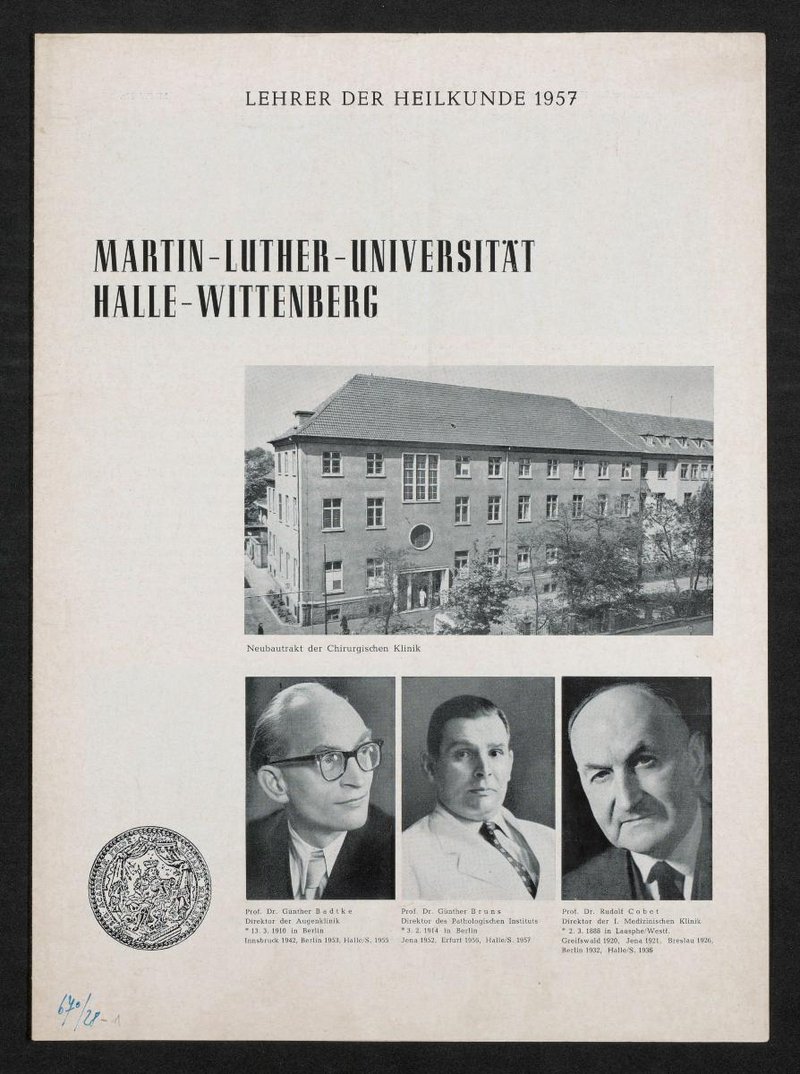 LEHRER DER HEILKUNDE 1957
MARTIN-LUTHER-UNIVERSITÄT
HALLE-WITTENBERG
Neubautrakt der Chirurgischen Klinik
Prof. Dr. Günther Badtke
Direktor der Augenklinik
* 13. 3. 1910 in Berlin
Innsbruck 1942, Berlin 1953, Halle/S. 1955
Prof. Dr. Günther Bruns
Direktor des Pathologischen Instituts
* 3. 2. 1914 in Berlin
Jena 1952, Erfurt 1956, Halle/S. 1957
Prof. Dr. Rudolf Cobet
Direktor der I. Medizinischen Klinik
* 2. 3. 1888 in Laasphe/Westf.
Greifswald 1920, Jena 1921, Breslau 1926,
Berlin 1932, Halle/S. 1936
670/28-1